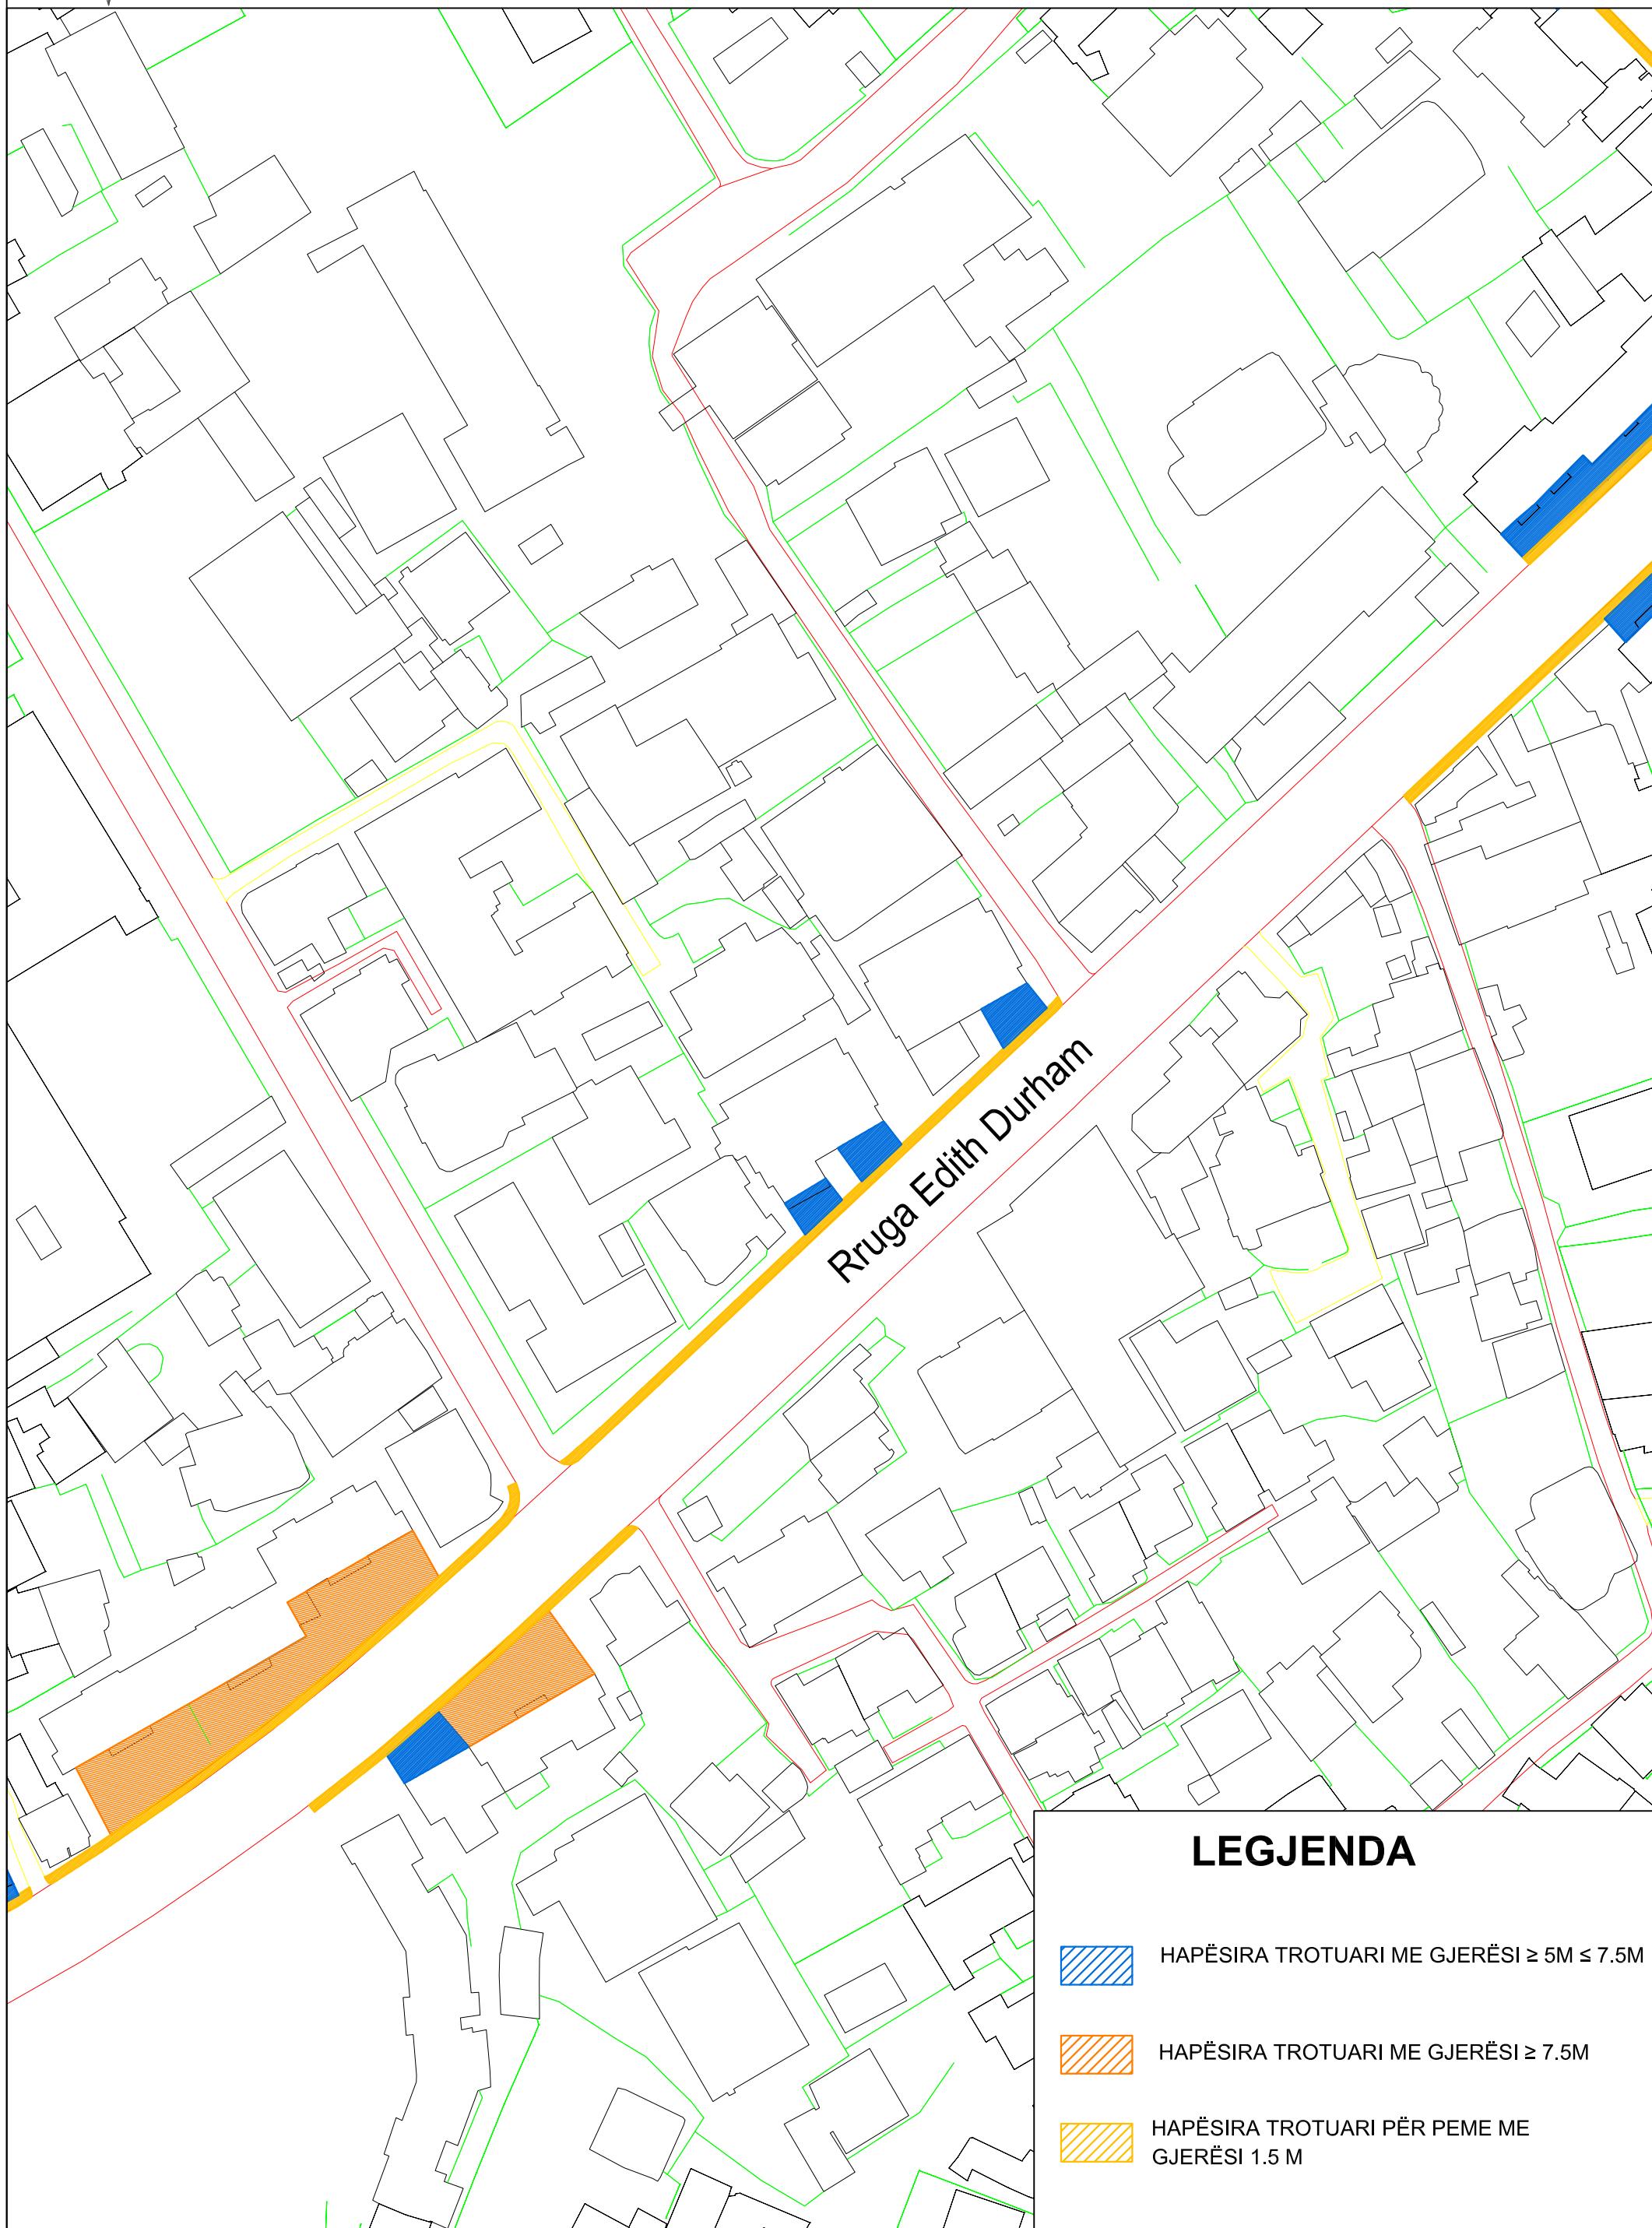 Rruga Edith Durham
LEGJENDA
HAPËSIRA TROTUARI ME GJERËSI ≥ 5M ≤ 7.5M
HAPËSIRA TROTUARI ME GJERËSI ≥ 7.5M
HAPËSIRA TROTUARI PËR PEME ME
GJERËSI 1.5 M